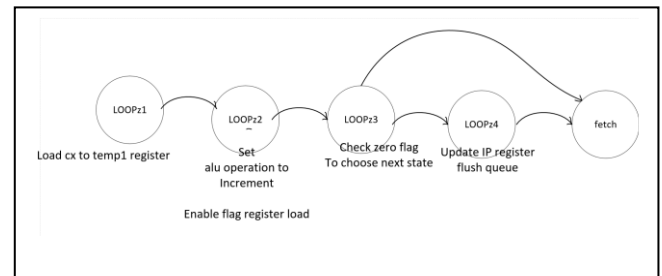 LOOPz1
LOOPz2
~
LOOPz3
LOOPz4
fetch
Load cx to temp1 register
Set
alu operation to
Increment
Enable flag register load
Check zero flag
To choose next state
Update IP register
flush queue